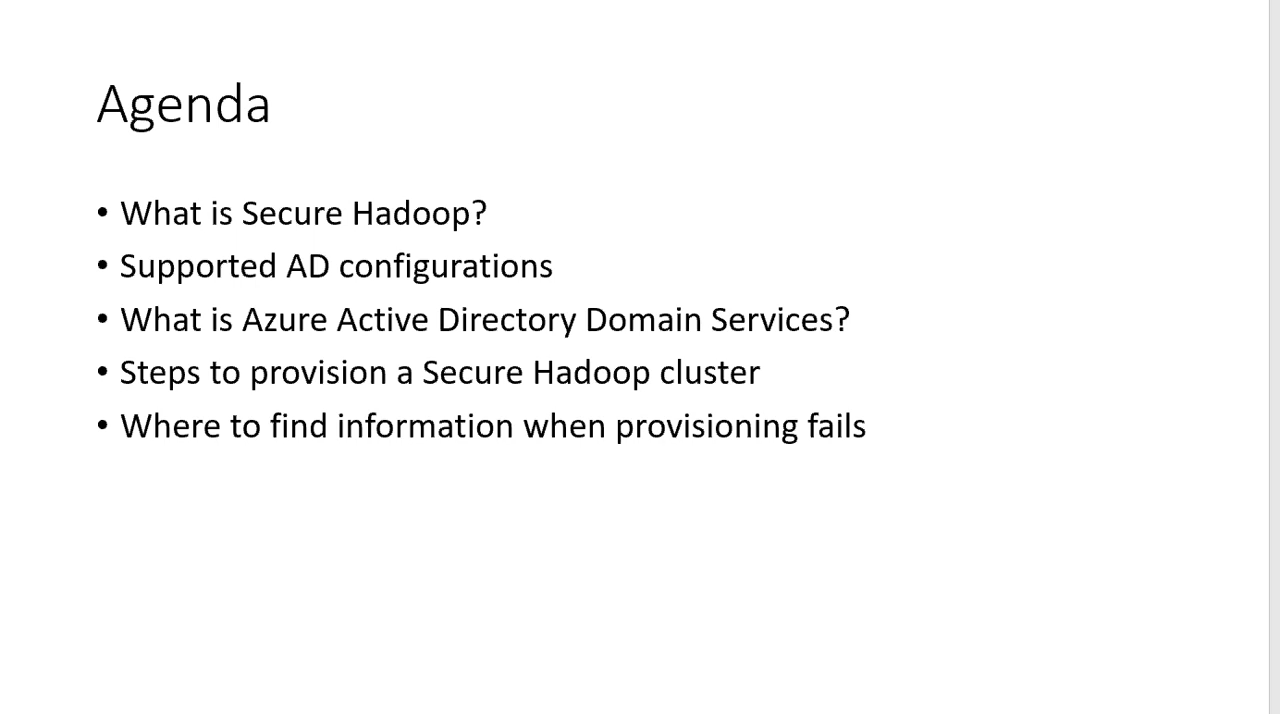 Agenda
• What is Secure Hadoop?
• Supported AD configurations
• What is Azure Active Directory Domain Services?
• Steps to provision a Secure Hadoop cluster
• Where to find information when provisioning fails